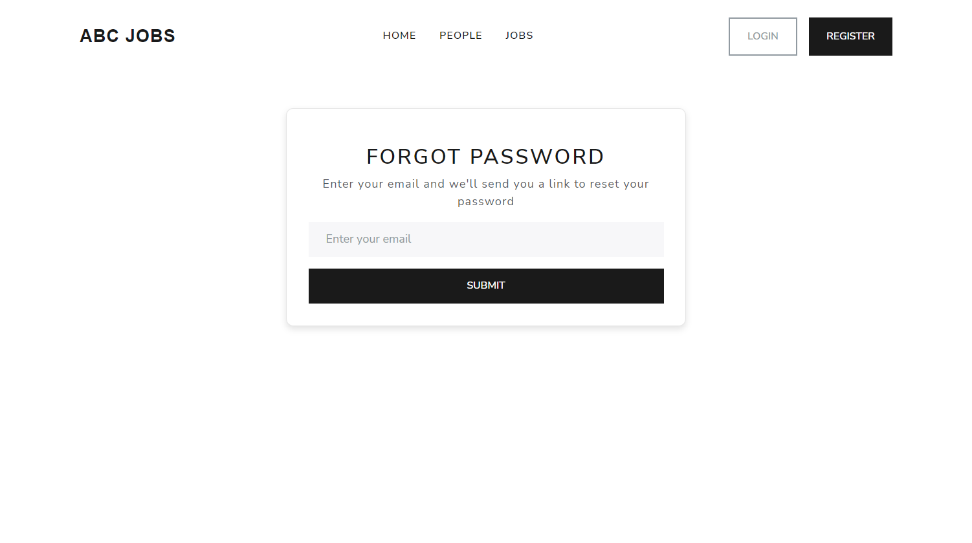 ABC JOBS
HOME PEOPLE JOBS
LOGIN REGISTER
FORGOT PASSWORD
Enter your email and we'll send you a link to reset your
password
Enter your email
SUBMIT